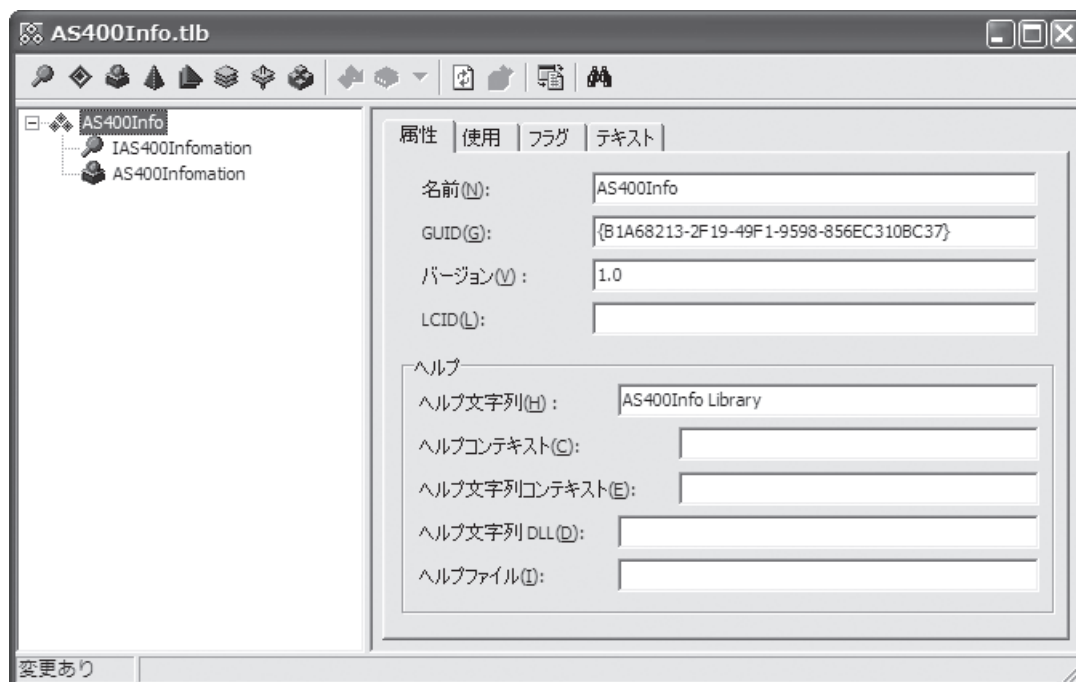 AS400Info.tlb
AS400Info
IAS400Infomation
AS400Infomation
属性
使用
フラグ
テキスト
名前(N):
AS400Info
GUID(G):
{B1A68213-2F19-49F1-9598-856EC310BC37}
バージョン(V) :
1.0
LCID(L):
ヘルプ
ヘルプ文字列(H) :
AS400Info Library
ヘルプコンテキスト(C):
ヘルプ文字列コンテキスト(E):
ヘルプ文字列 DLL(D):
ヘルプファイル(I):
変更あり